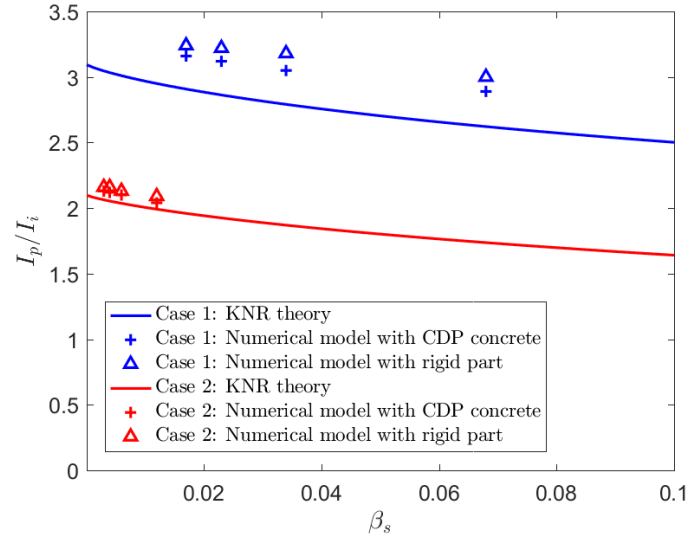 3.5
3
2.5
2
1.5
1
0.5
0
I_p/I_i
Case 1: KNR theory
Case 1: Numerical model with CDP concrete
Case 1: Numerical model with rigid part
Case 2: KNR theory
Case 2: Numerical model with CDP concrete
Case 2: Numerical model with rigid part
0.02 0.04 0.06 0.08 0.1
β_s